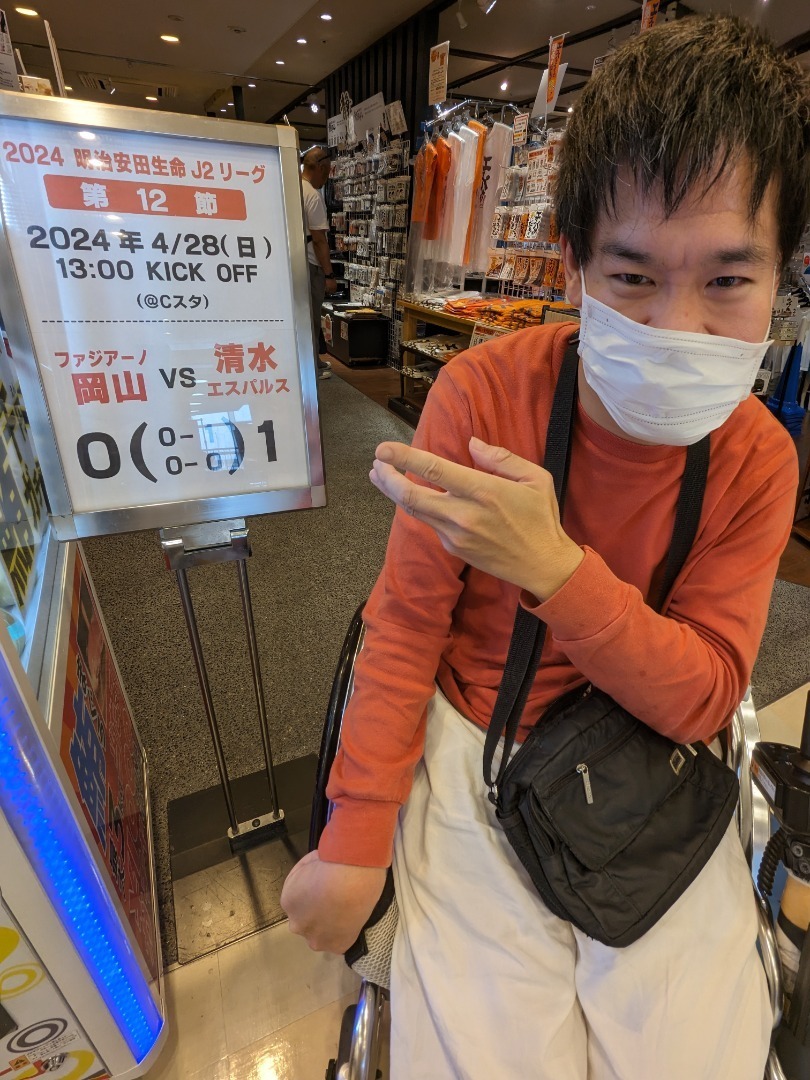 2024 明治安田生命 J2リーグ
第 12 節
2024年 4/28(日)
13:00 KICK OFF
(@Cスタ)
ファジアーノ
岡山
VS
清水
エスパルス
0 ( 0-1
0-0 ) 1